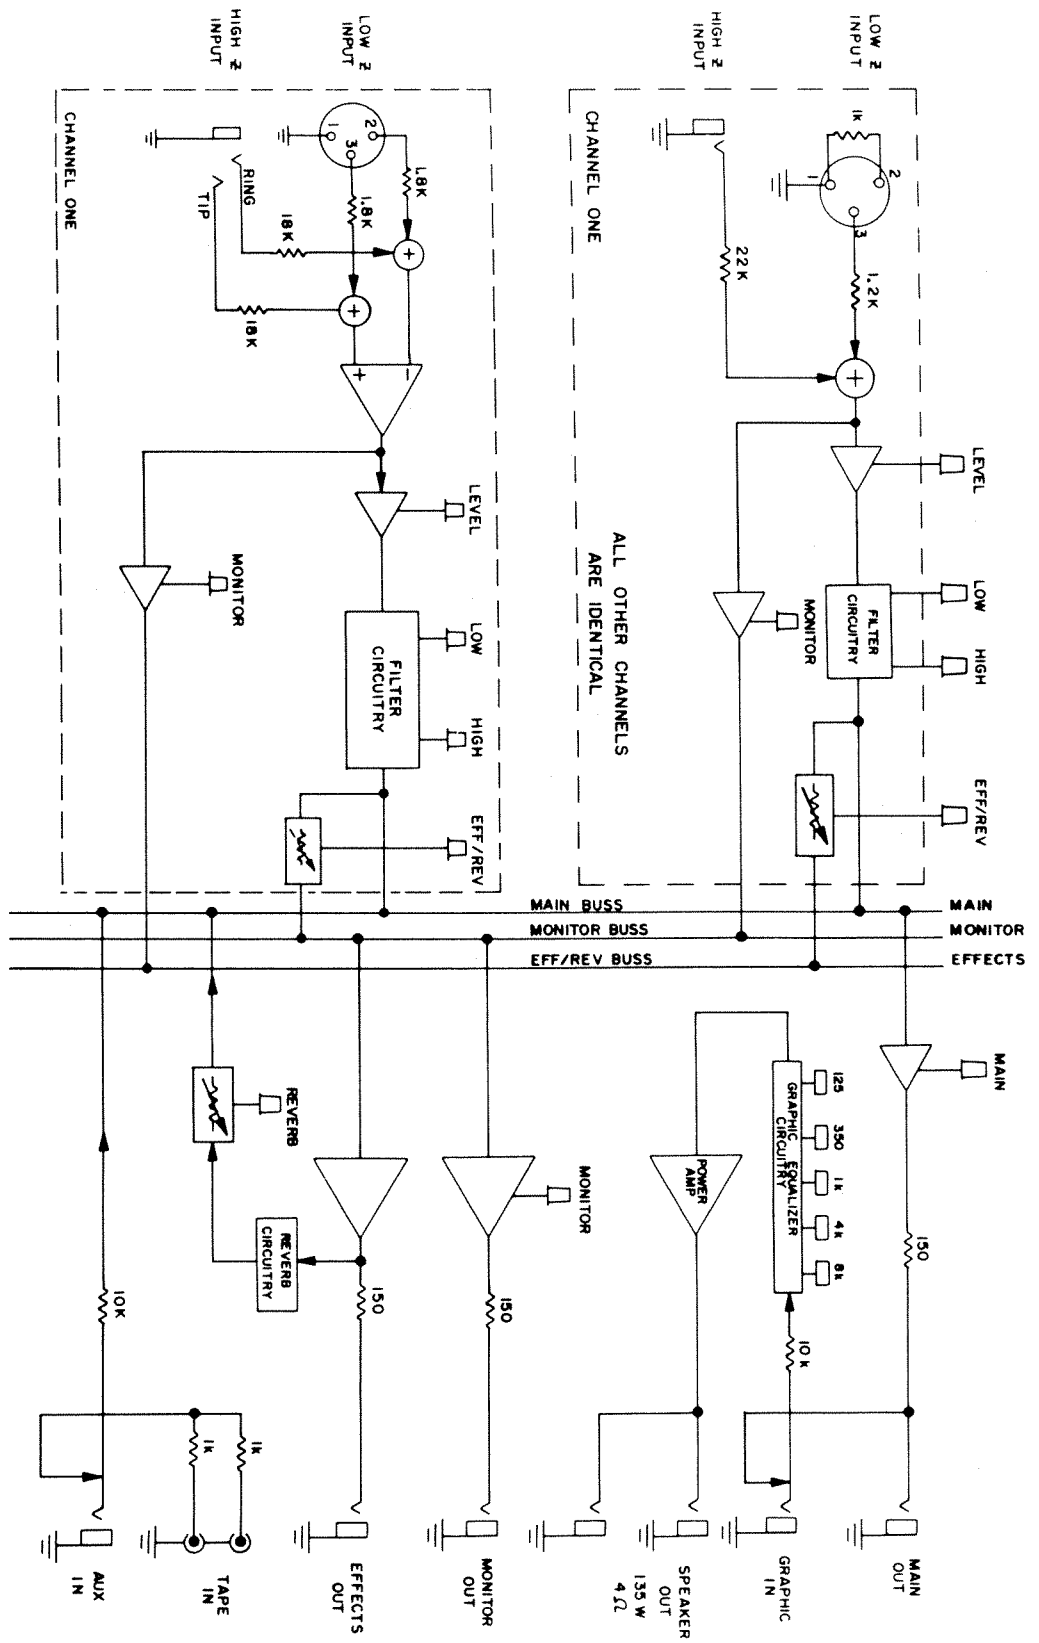 HIGH Z
INPUT
LOW Z
INPUT
HIGH Z
INPUT
LOW Z
INPUT
CHANNEL ONE
1
2
3
1.8K
1.8K
RING
TIP
18K
18K
+
+
+
−
LEVEL
MONITOR
LOW
HIGH
FILTER
CIRCUITRY
EFF/REV
CHANNEL ONE
1k
1
2
3
22K
1.2K
+
LEVEL
ALL OTHER CHANNELS
ARE IDENTICAL
MONITOR
LOW
HIGH
FILTER
CIRCUITRY
EFF/REV
MAIN BUSS
MAIN
MONITOR BUSS
MONITOR
EFF/REV BUSS
EFFECTS
MAIN
125
350
1k
4k
8k
GRAPHIC EQUALIZER
CIRCUITRY
POWER
AMP
REVERB
REVERB
CIRCUITRY
MONITOR
10K
150
150
150
10k
1k
1k
AUX
IN
TAPE
IN
EFFECTS
OUT
MONITOR
OUT
SPEAKER
OUT
135 W
4 Ω
GRAPHIC
IN
MAIN
OUT